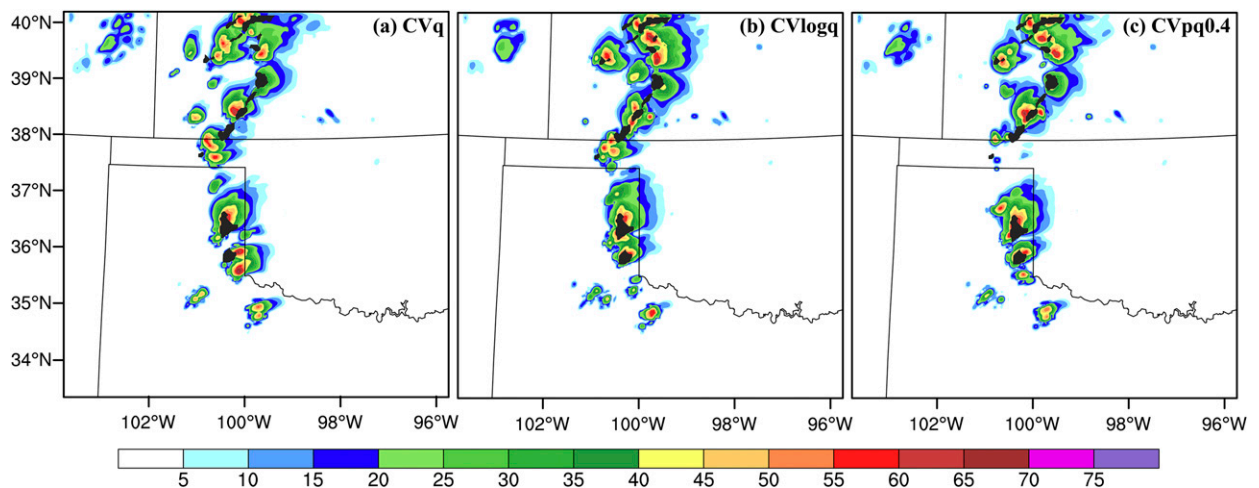 (a) CVq (b) CVlogq (c) CVpq0.4
40°N
39°N
38°N
37°N
36°N
35°N
34°N
102°W 100°W 98°W 96°W 102°W 100°W 98°W 96°W 102°W 100°W 98°W 96°W
5 10 15 20 25 30 35 40 45 50 55 60 65 70 75